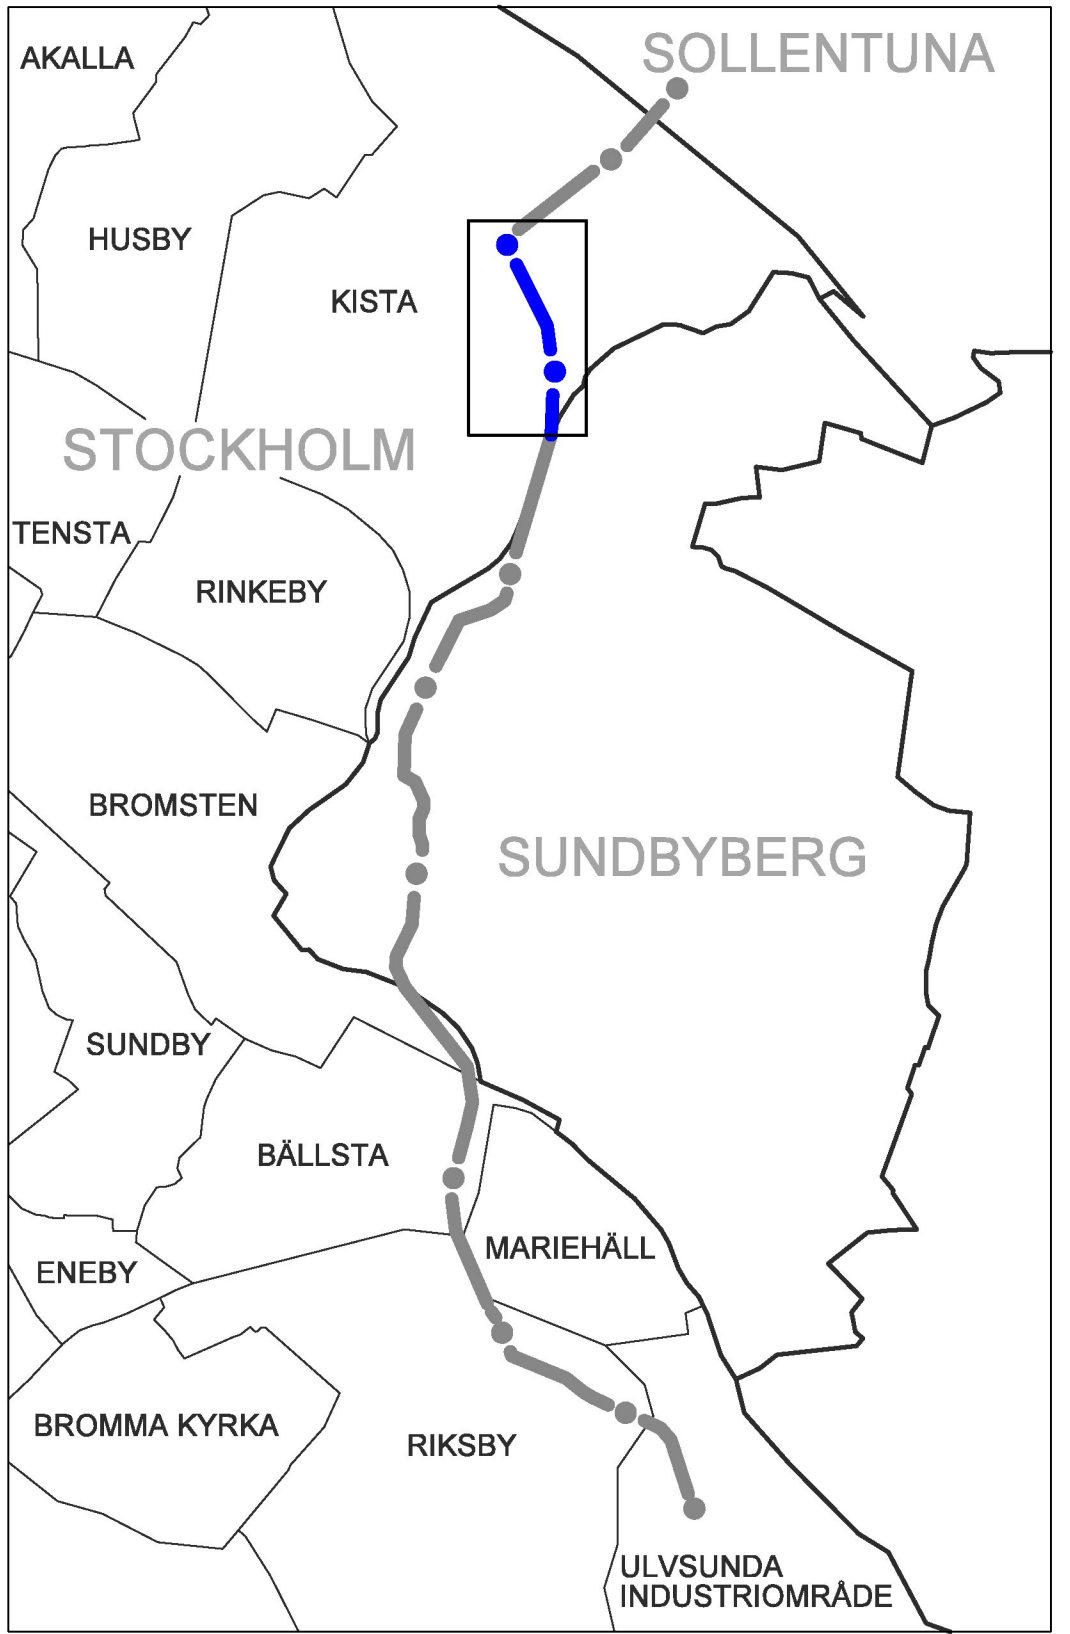 SOLLENTUNA
AKALLA
HUSBY
KISTA
STOCKHOLM
TENSTA
RINKEBY
BROMSTEN
SUNDBYBERG
SUNDBY
BÄLLSTA
MARIEHÄLL
ENEBY
BROMMA KYRKA
RIKSBY
ULVSUNDA
INDUSTRIOMRÅDE